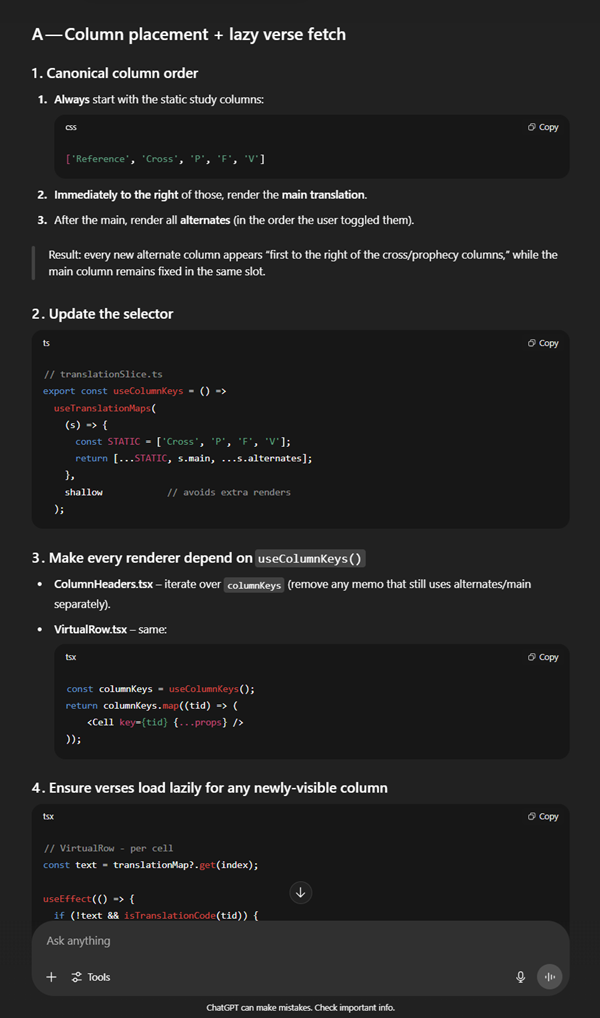 A — Column placement + lazy verse fetch
1. Canonical column order
1. Always start with the static study columns:
css
Copy
['Reference', 'Cross', 'P', 'F', 'V']
2. Immediately to the right of those, render the main translation.
3. After the main, render all alternates (in the order the user toggled them).
Result: every new alternate column appears “first to the right of the cross/prophecy columns,” while the
main column remains fixed in the same slot.
2. Update the selector
ts
Copy
// translationSlice.ts
export const useColumnKeys = () =>
useTranslationMaps(
(s) => {
const STATIC = ['Cross', 'P', 'F', 'V'];
return [...STATIC, s.main, ...s.alternates];
},
shallow // avoids extra renders
);
3. Make every renderer depend on useColumnKeys()
• ColumnHeaders.tsx – iterate over columnKeys (remove any memo that still uses alternates/main
separately).
• VirtualRow.tsx – same:
tsx
Copy
const columnKeys = useColumnKeys();
return columnKeys.map((tid) => (
<Cell key={tid} {...props} />
));
4. Ensure verses load lazily for any newly-visible column
tsx
Copy
// VirtualRow - per cell
const text = translationMap?.get(index);
useEffect(() => {
if (!text && isTranslationCode(tid)) {
Ask anything
Tools
ChatGPT can make mistakes. Check important info.